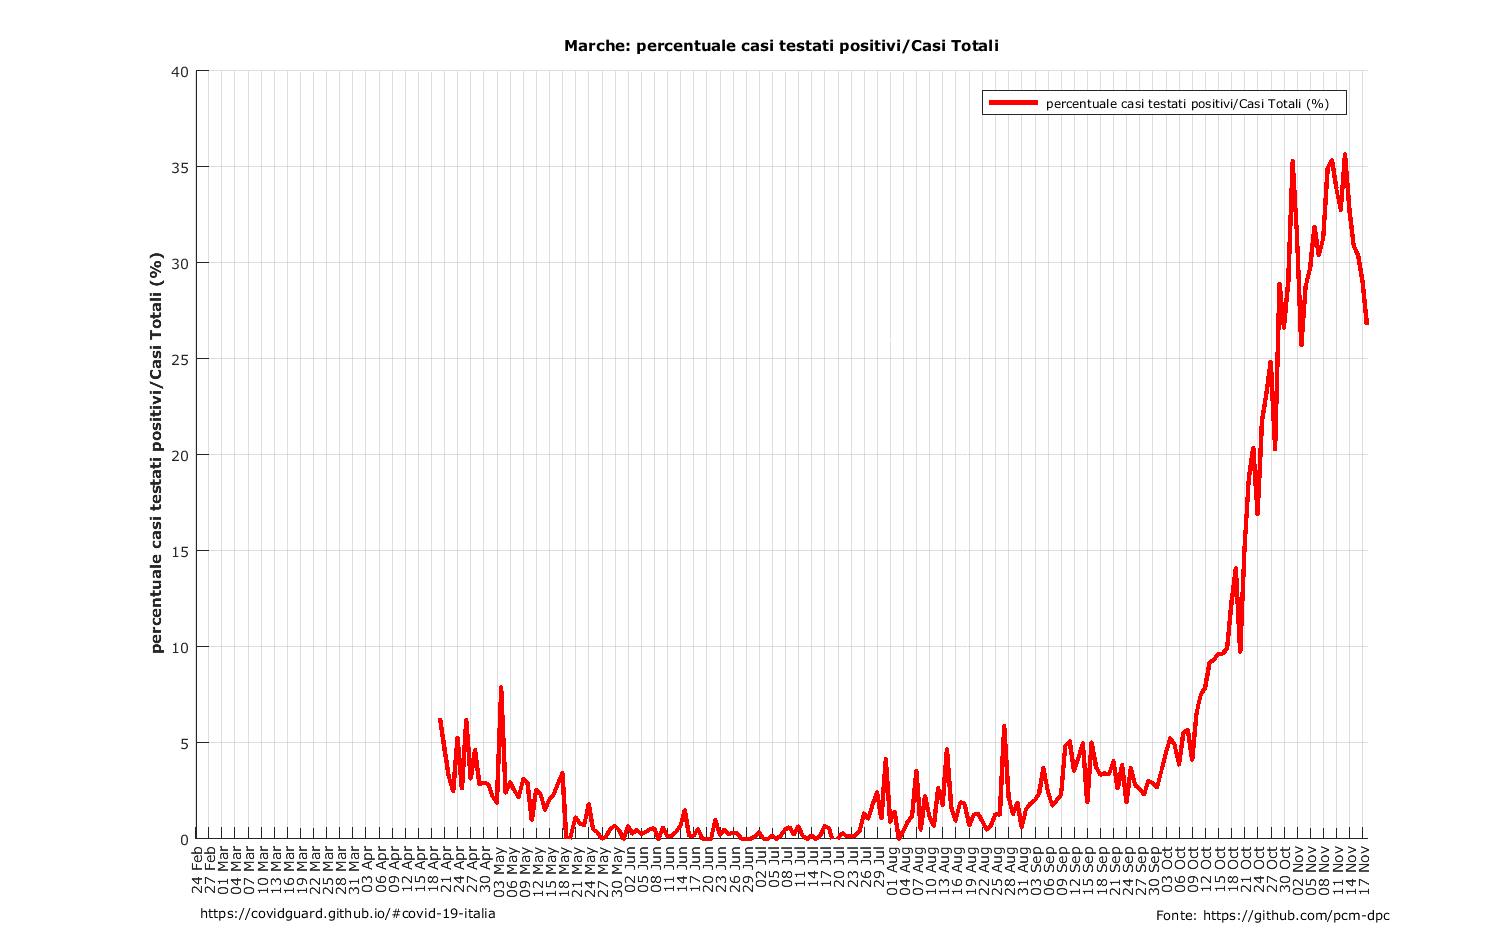 Marche: percentuale casi testati positivi/Casi Totali
percentuale casi testati positivi/Casi Totali (%)
percentuale casi testati positivi/Casi Totali (%)
40
35
30
25
20
15
10
5
0
24 Feb
27 Feb
01 Mar
04 Mar
07 Mar
10 Mar
13 Mar
16 Mar
19 Mar
22 Mar
25 Mar
28 Mar
31 Mar
03 Apr
06 Apr
09 Apr
12 Apr
15 Apr
18 Apr
21 Apr
24 Apr
27 Apr
30 Apr
03 May
06 May
09 May
12 May
15 May
18 May
21 May
24 May
27 May
30 May
02 Jun
05 Jun
08 Jun
11 Jun
14 Jun
17 Jun
20 Jun
23 Jun
26 Jun
29 Jun
02 Jul
05 Jul
08 Jul
11 Jul
14 Jul
17 Jul
20 Jul
23 Jul
26 Jul
29 Jul
01 Aug
04 Aug
07 Aug
10 Aug
13 Aug
16 Aug
19 Aug
22 Aug
25 Aug
28 Aug
31 Aug
03 Sep
06 Sep
09 Sep
12 Sep
15 Sep
18 Sep
21 Sep
24 Sep
27 Sep
30 Sep
03 Oct
06 Oct
09 Oct
12 Oct
15 Oct
18 Oct
21 Oct
24 Oct
27 Oct
30 Oct
02 Nov
05 Nov
08 Nov
11 Nov
14 Nov
17 Nov
https://covidguard.github.io/#covid-19-italia
Fonte: https://github.com/pcm-dpc